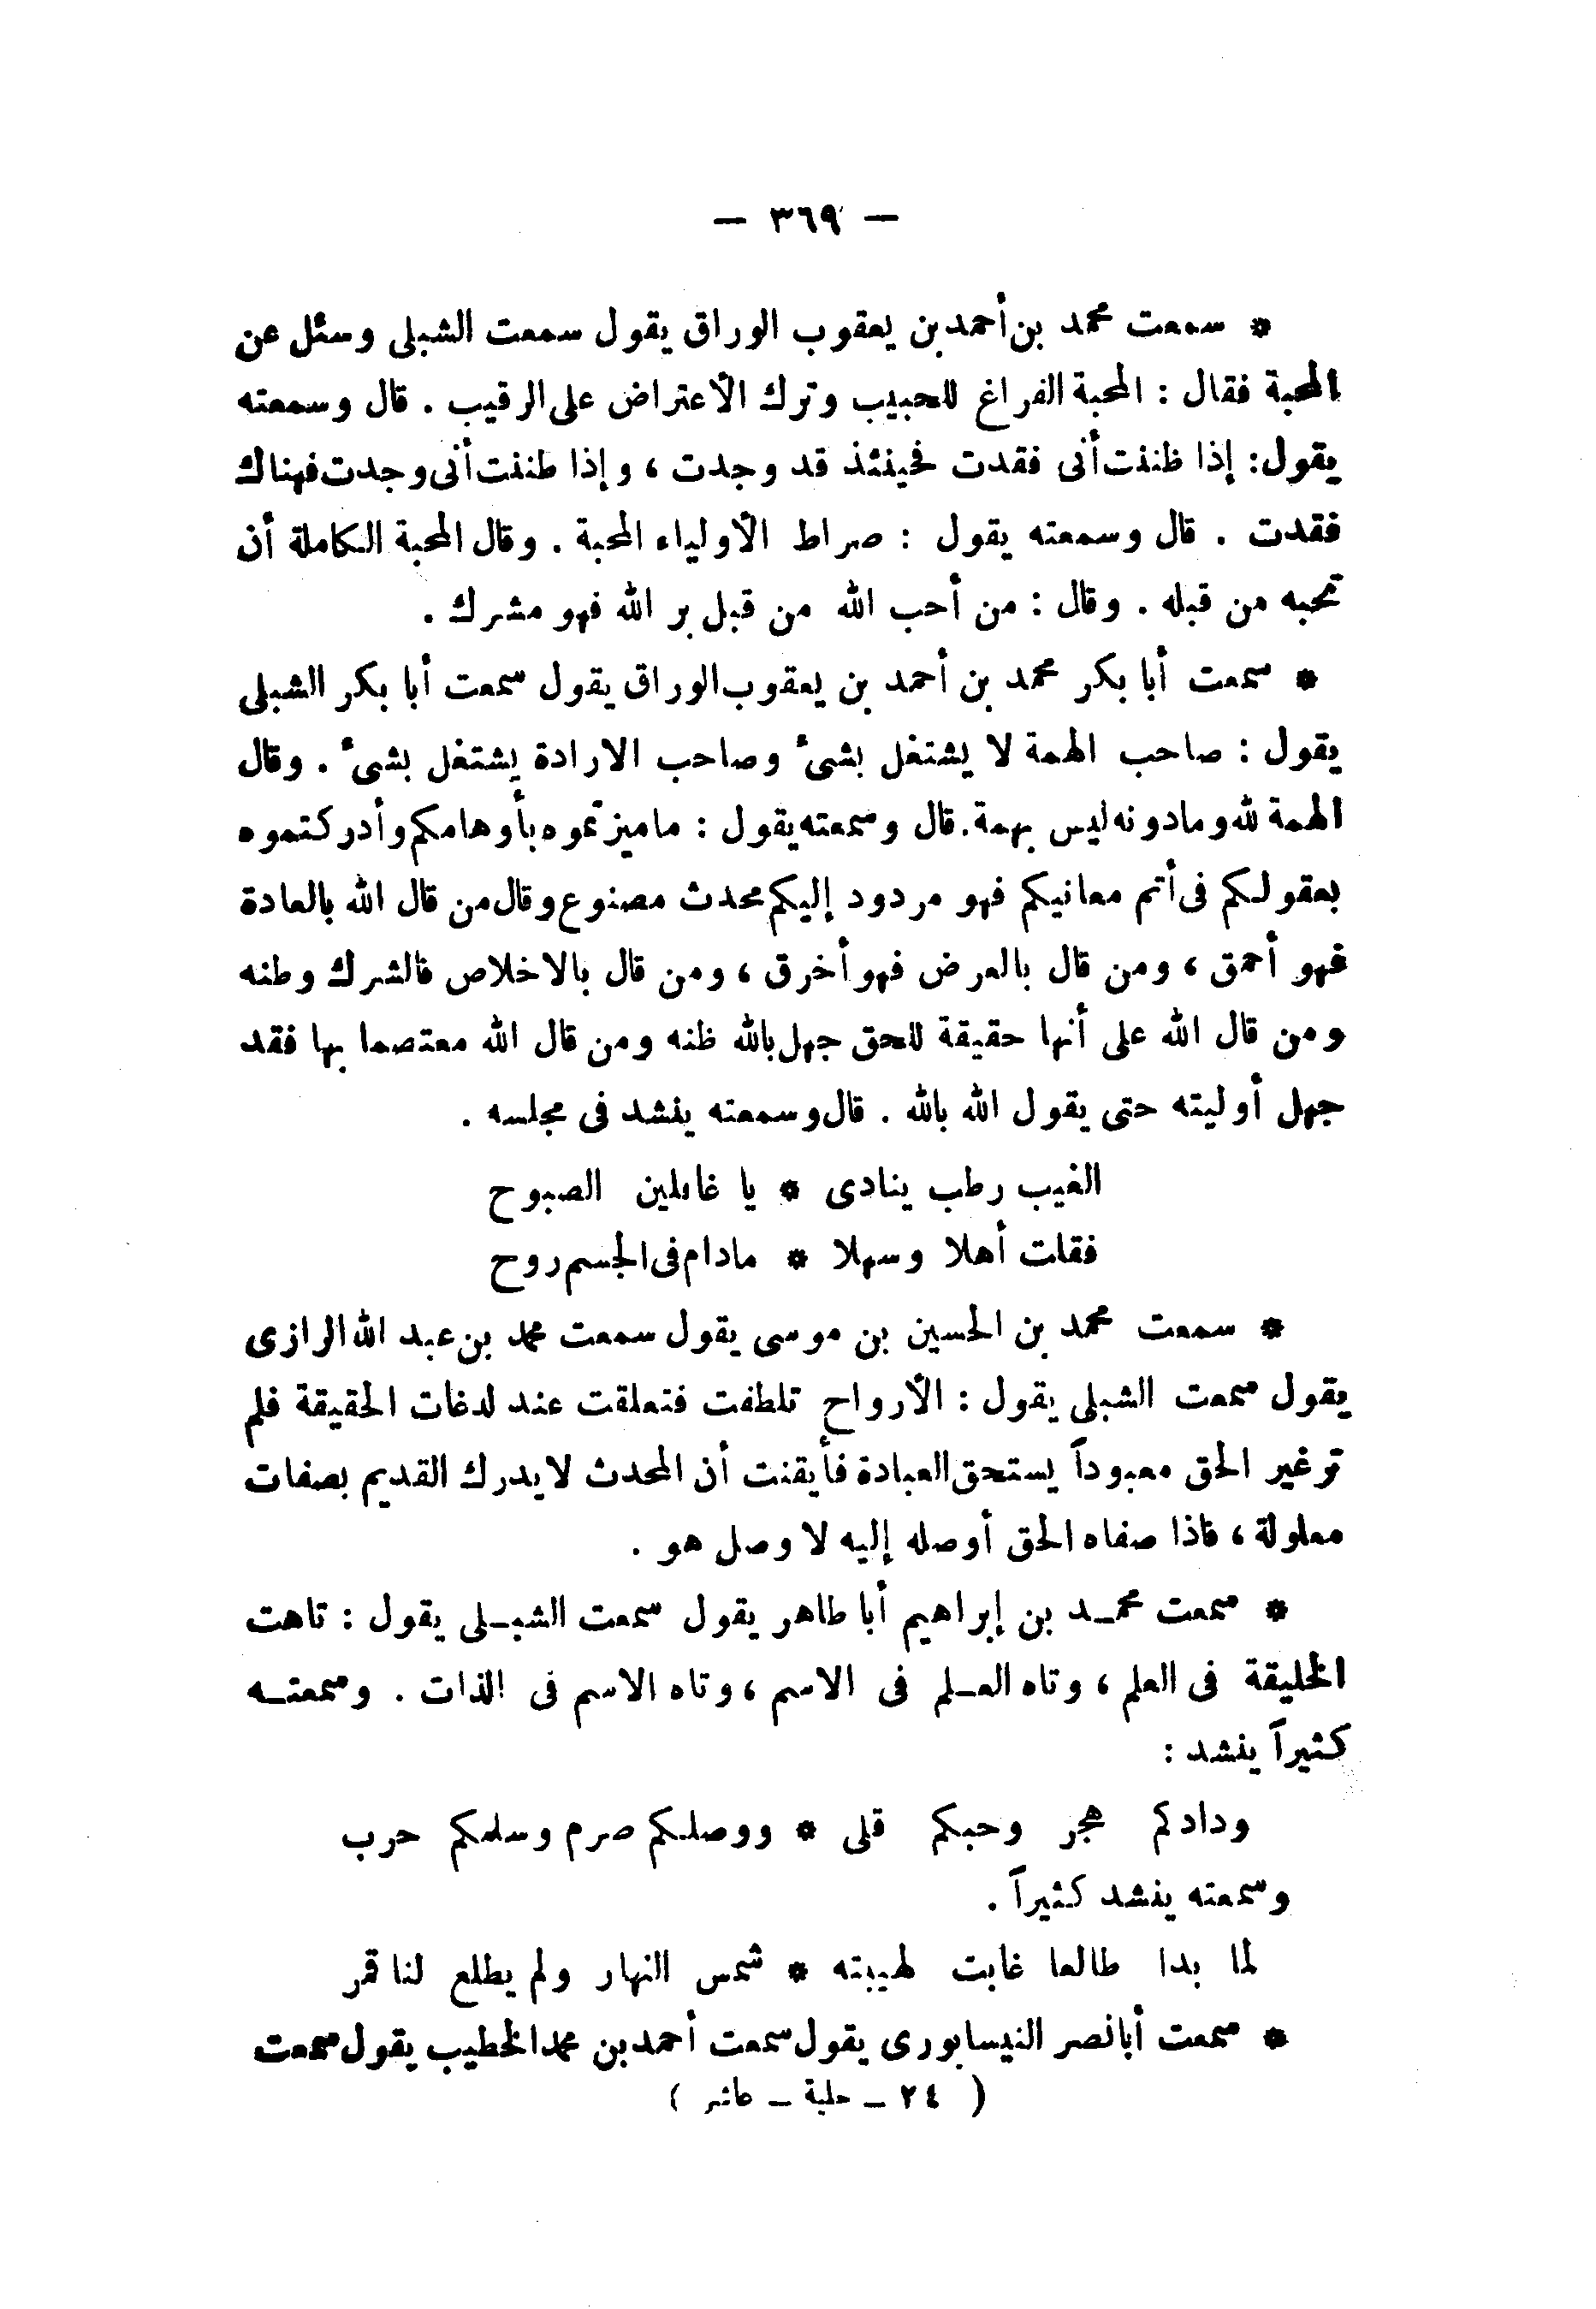 — ٣٦٩ —
* سمعت محمد بن أحمد بن يعقوب الوراق يقول سمعت الشبلى وسئل عن
المحبة فقال : المحبة الفراغ للحبيب وترك الأعتراض على الرقيب . قال وسمعته
يقول: إذا ظننت أنى فقدت فحينئذ قد وجدت ، وإذا ظننت أنى وجدت فهناك
فقدت . قال وسمعته يقول : صراط الأولياء المحبة . وقال المحبة الكاملة أن
تحبه من قبله . وقال : من أحب الله من قبل بر الله فهو مشرك .
* سمعت أبا بكر محمد بن أحمد بن يعقوب الوراق يقول سمعت أبا بكر الشبلى
يقول : صاحب الهمة لا يشتغل بشئ وصاحب الارادة يشتغل بشئ . وقال
الهمة لله ومادونه ليس بهمة . قال وسمعته يقول : ماميزتموه بأوهامكم وأدركتموه
بعقولكم فى أتم معانيكم فهو مردود إليكم محدث مصنوع وقال من قال الله بالعادة
فهو أحمق ، ومن قال بالعرض فهو أخرق ، ومن قال بالاخلاص فالشرك وطنه
ومن قال الله على أنها حقيقة للحق جهل بالله ظنه ومن قال الله معتصما بها فقد
جهل أوليته حتى يقول الله بالله . قال وسمعته ينشد فى مجلسه .
الغيب رطب ينادى * يا غافلين الصبوح
فقلت أهلا وسهلا * مادام فى الجسم روح
* سمعت محمد بن الحسين بن موسى يقول سمعت محمد بن عبد الله الرازى
يقول سمعت الشبلى يقول : الأرواح تلطفت فتعلقت عند لدغات الحقيقة فلم
تر غير الحق معبوداً يستحق العبادة فأيقنت أن المحدث لا يدرك القديم بصفات
معلولة ، فاذا صفاه الحق أوصله إليه لا وصل هو .
* سمعت محمد بن إبراهيم أبا طاهر يقول سمعت الشبلى يقول : تاهت
الخليقة فى العلم ، وتاه العلم فى الاسم ، وتاه الاسم فى الذات . وسمعته
كثيراً ينشد :
ودادكم هجر وحبكم قلى * ووصلكم صرم وسلمكم حرب
وسمعته ينشد كثيراً .
لما بدا طالعا غابت لهيبته * شمس النهار ولم يطلع لنا قمر
* سمعت أبا نصر النيسابورى يقول سمعت أحمد بن محمد الخطيب يقول سمعت
( ٢٤ – حلية – عاشر )